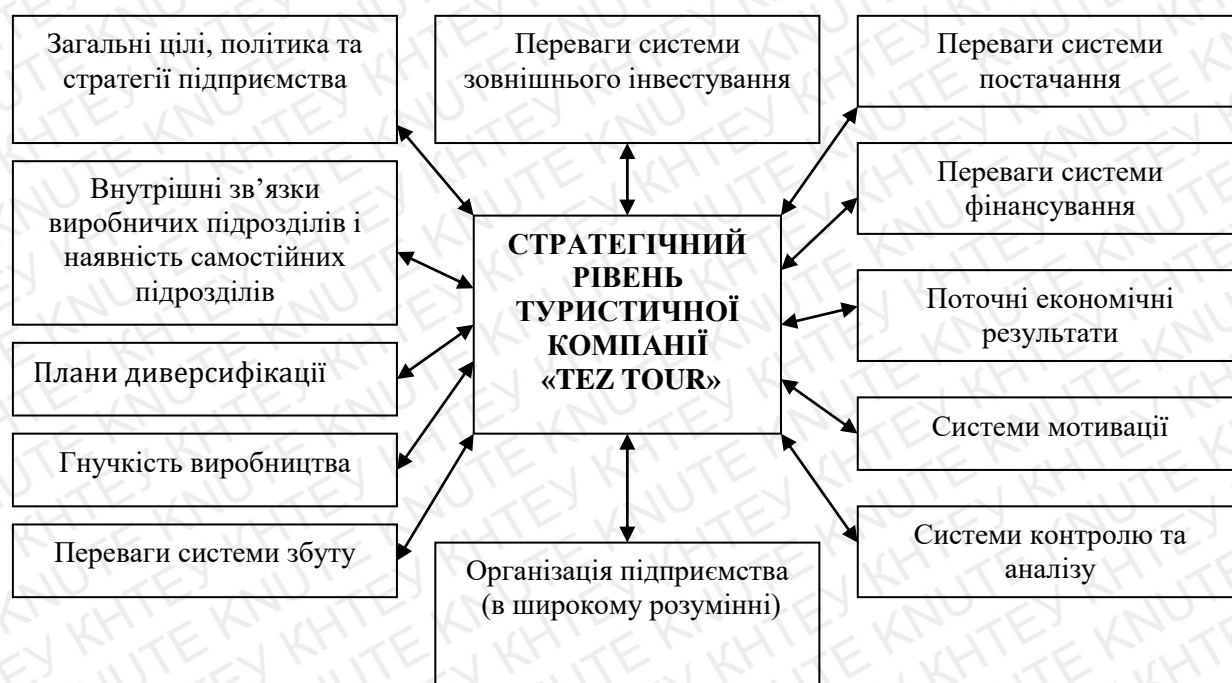 Загальні цілі, політика та
стратегії підприємства
Переваги системи
зовнішнього інвестування
Переваги системи
постачання
Внутрішні зв’язки
виробничих підрозділів і
наявність самостійних
підрозділів
Переваги системи
фінансування
СТРАТЕГІЧНИЙ
РІВЕНЬ
ТУРИСТИЧНОЇ
КОМПАНІЇ
«TEZ TOUR»
Поточні економічні
результати
Плани диверсифікації
Системи мотивації
Гнучкість виробництва
Переваги системи збуту
Системи контролю та
аналізу
Організація підприємства
(в широкому розумінні)